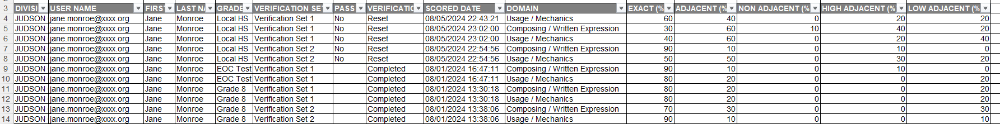 3 DIVISI USER NAME FIRS LAST N GRADE VERIFICATION SE PASS VERIFICATIO SCORED DATE DOMAIN EXACT (% ADJACENT (% NON ADJACENT (% HIGH ADJACENT (% LOW ADJACENT (%
4 JUDSON jane.monroe@xxxx.org Jane Monroe Local HS Verification Set 1 No Reset 08/05/2024 22:43:21 Usage / Mechanics 60 40 0 20 20
5 JUDSON jane.monroe@xxxx.org Jane Monroe Local HS Verification Set 1 No Reset 08/05/2024 23:02:00 Composing / Written Expression 30 60 10 40 20
6 JUDSON jane.monroe@xxxx.org Jane Monroe Local HS Verification Set 1 No Reset 08/05/2024 23:02:00 Usage / Mechanics 40 60 0 20 40
7 JUDSON jane.monroe@xxxx.org Jane Monroe Local HS Verification Set 2 No Reset 08/05/2024 22:54:56 Composing / Written Expression 90 10 0 10 0
8 JUDSON jane.monroe@xxxx.org Jane Monroe Local HS Verification Set 2 No Reset 08/05/2024 22:54:56 Usage / Mechanics 50 50 0 30 20
9 JUDSON jane.monroe@xxxx.org Jane Monroe EOC Test Verification Set 1 Completed 08/01/2024 16:47:11 Composing / Written Expression 90 10 0 10 0
10 JUDSON jane.monroe@xxxx.org Jane Monroe EOC Test Verification Set 1 Completed 08/01/2024 16:47:11 Usage / Mechanics 80 20 0 0 20
11 JUDSON jane.monroe@xxxx.org Jane Monroe Grade 8 Verification Set 1 Completed 08/01/2024 13:30:18 Composing / Written Expression 80 20 0 0 20
12 JUDSON jane.monroe@xxxx.org Jane Monroe Grade 8 Verification Set 1 Completed 08/01/2024 13:30:18 Usage / Mechanics 80 20 0 0 20
13 JUDSON jane.monroe@xxxx.org Jane Monroe Grade 8 Verification Set 2 Completed 08/01/2024 13:38:06 Composing / Written Expression 70 30 0 0 30
14 JUDSON jane.monroe@xxxx.org Jane Monroe Grade 8 Verification Set 2 Completed 08/01/2024 13:38:06 Usage / Mechanics 90 10 0 0 10